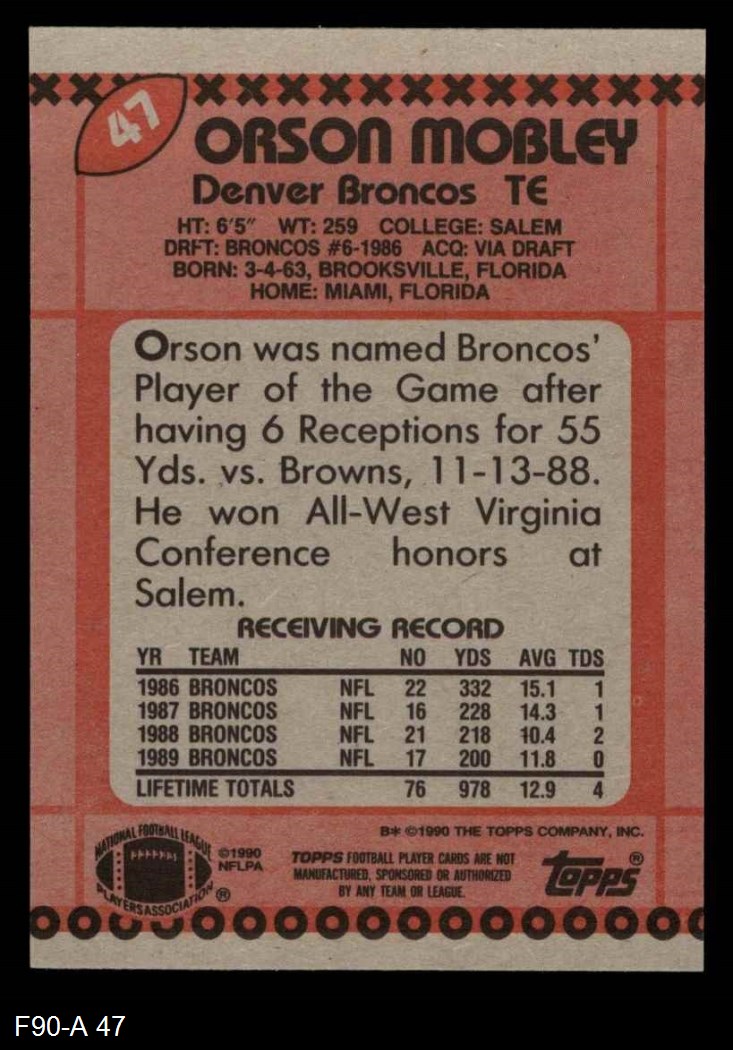 47
ORSON MOBLEY
Denver Broncos TE
HT: 6'5" WT: 259 COLLEGE: SALEM
DRFT: BRONCOS #6-1986 ACQ: VIA DRAFT
BORN: 3-4-63, BROOKSVILLE, FLORIDA
HOME: MIAMI, FLORIDA
Orson was named Broncos'
Player of the Game after
having 6 Receptions for 55
Yds. vs. Browns, 11-13-88.
He won All-West Virginia
Conference honors at
Salem.
RECEIVING RECORD
YR TEAM NO YDS AVG TDS
1986 BRONCOS NFL 22 332 15.1 1
1987 BRONCOS NFL 16 228 14.3 1
1988 BRONCOS NFL 21 218 10.4 2
1989 BRONCOS NFL 17 200 11.8 0
LIFETIME TOTALS 76 978 12.9 4
B* ©1990 THE TOPPS COMPANY, INC.
NATIONAL FOOTBALL LEAGUE
PLAYERS ASSOCIATION ®
©1990
NFLPA
TOPPS FOOTBALL PLAYER CARDS ARE NOT
MANUFACTURED, SPONSORED OR AUTHORIZED
BY ANY TEAM OR LEAGUE.
topps®
F90-A 47